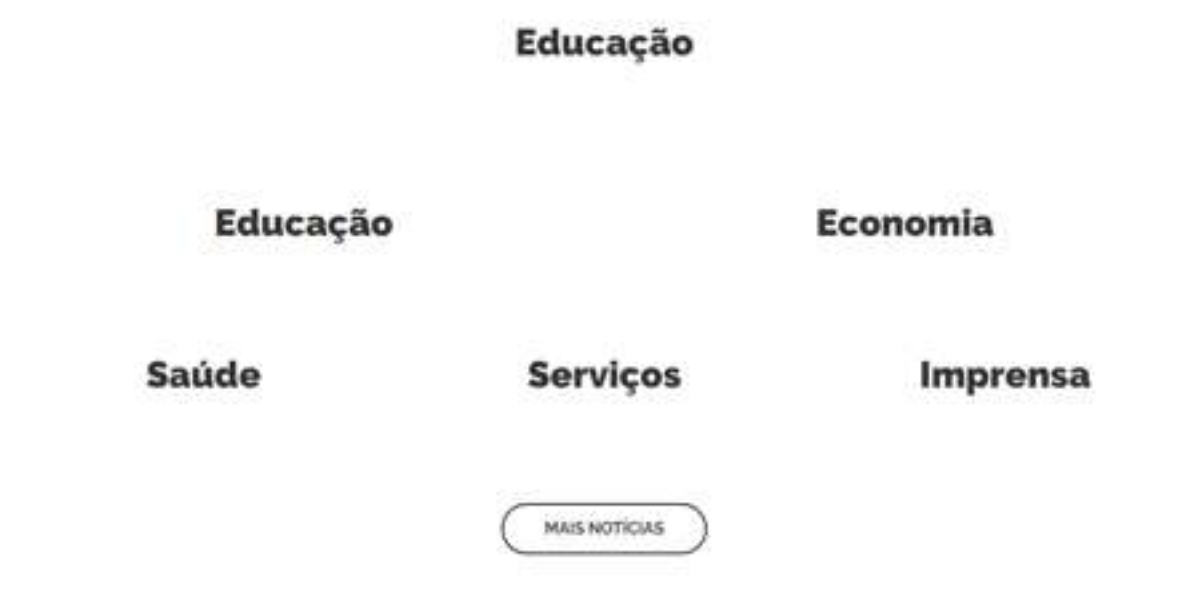 Educação
Educação Economia
Saúde Serviços Imprensa
MAIS NOTÍCIAS